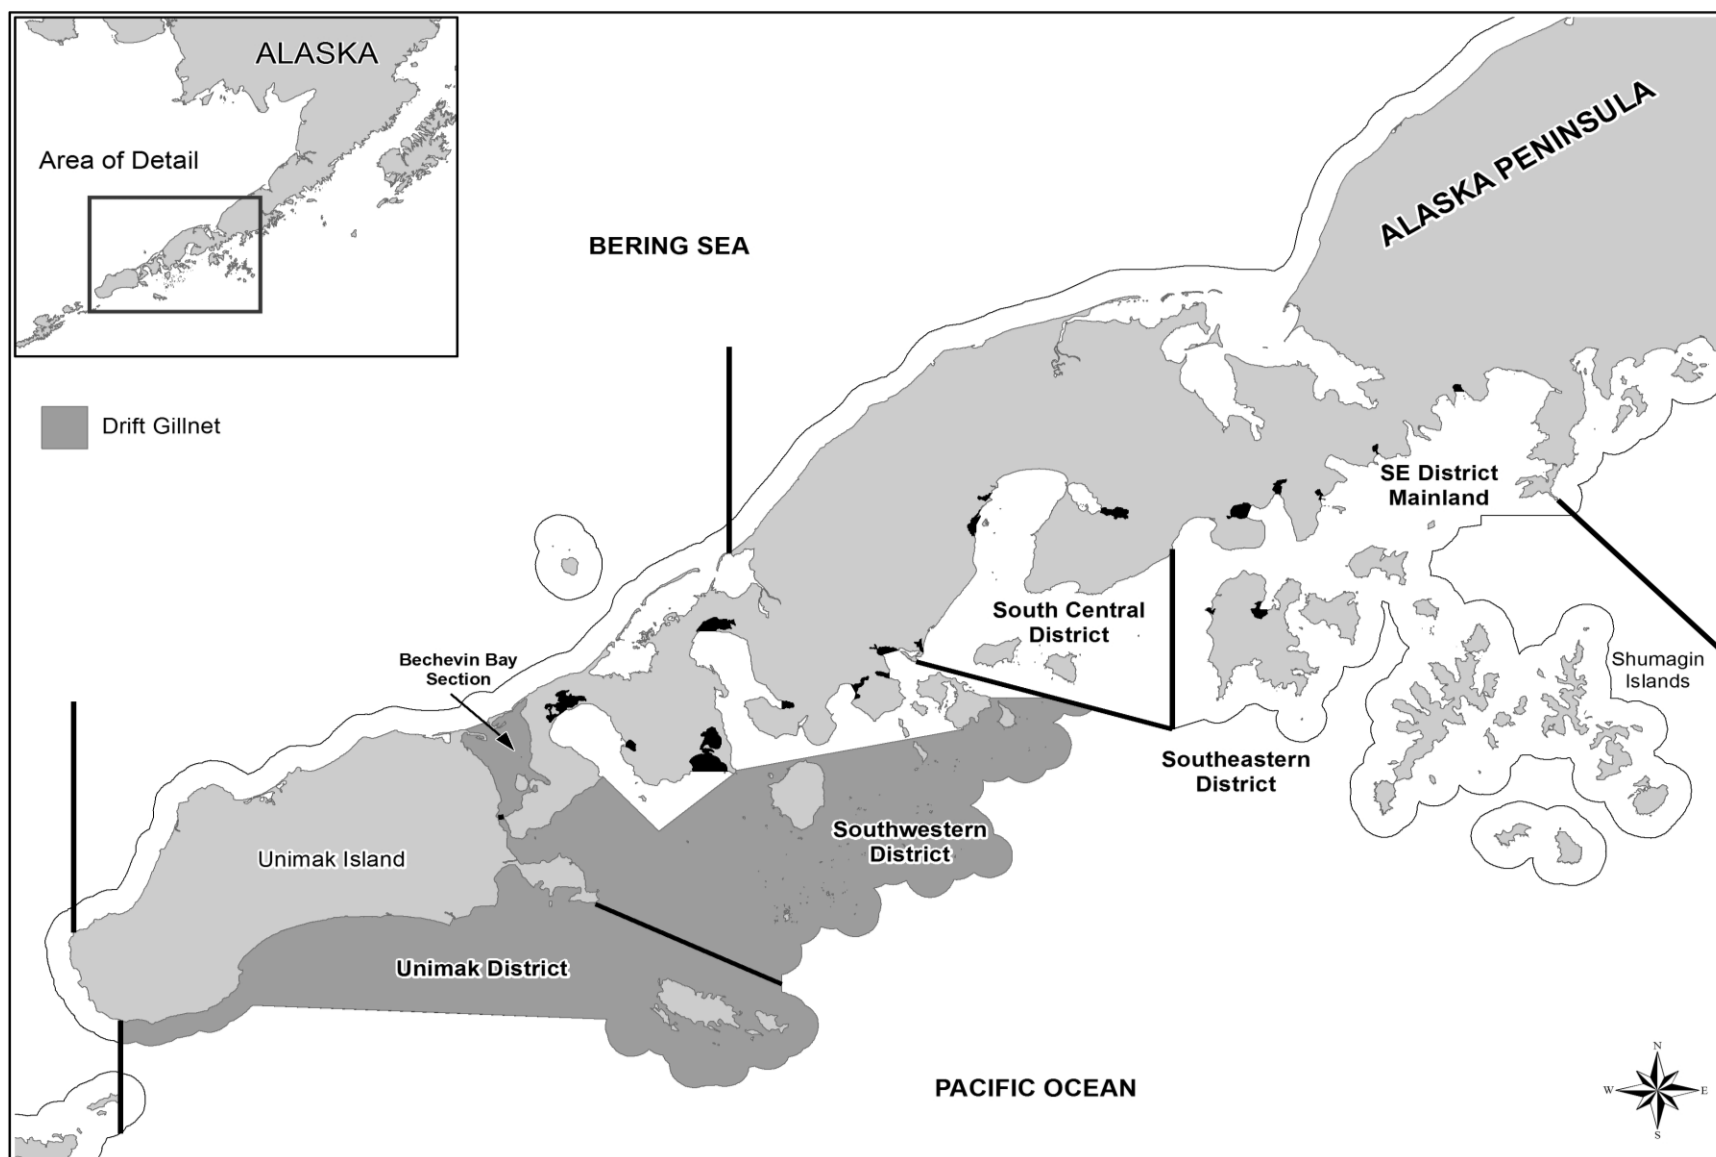 ALASKA
Area of Detail
ALASKA PENINSULA
BERING SEA
Drift Gillnet
SE District
Mainland
South Central
District
Bechevin Bay
Section
Shumagin
Islands
Southeastern
District
Southwestern
District
Unimak Island
Unimak District
PACIFIC OCEAN
N
W
E
S